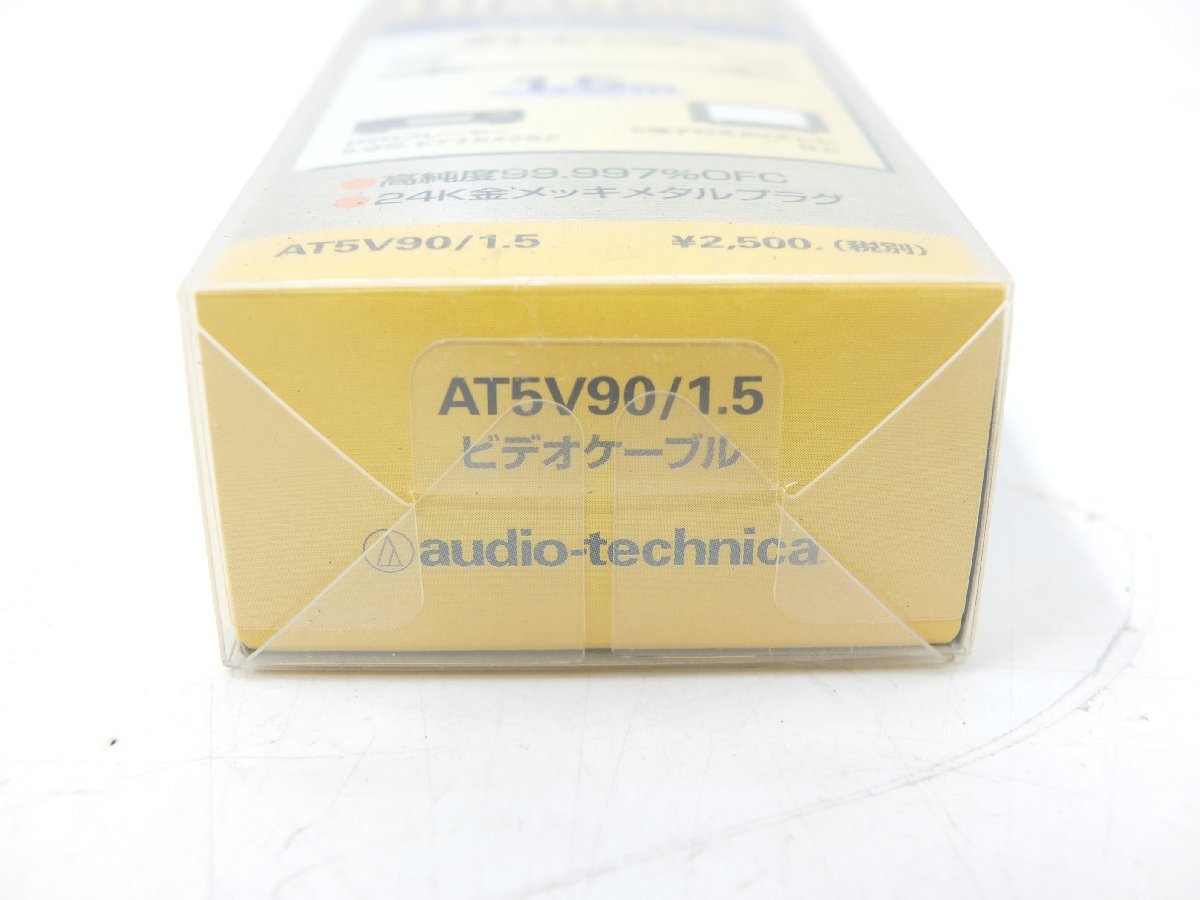 1.5m
●高純度99.997%OFC
●24K金メッキメタルプラグ
AT5V90/1.5 ¥2,500.(税別)
AT5V90/1.5
ビデオケーブル
audio-technica